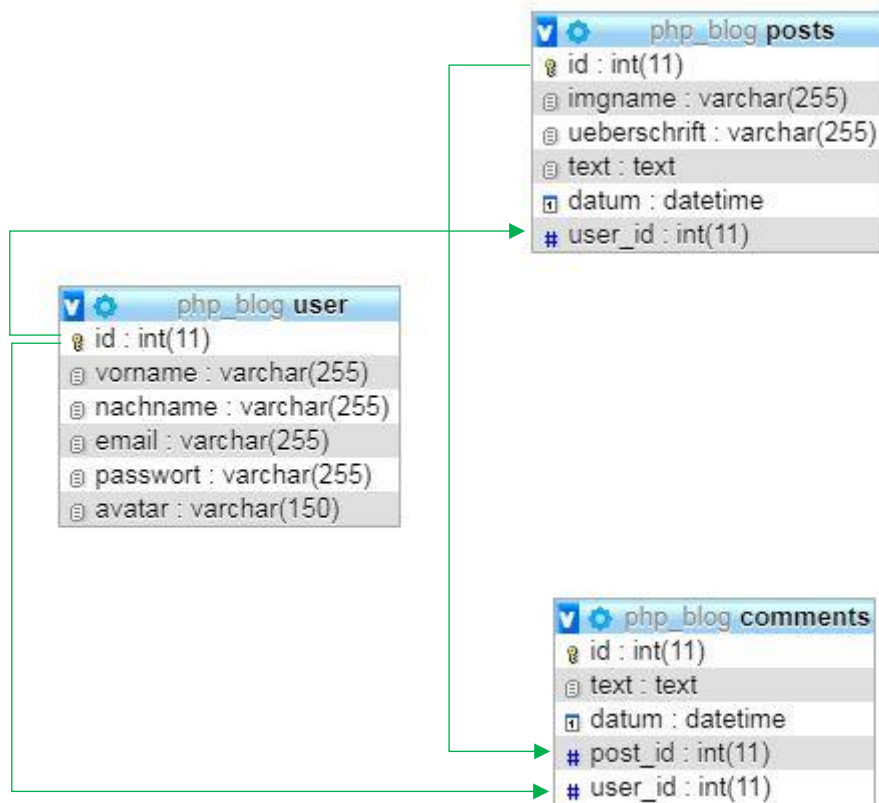 php_blog posts
id : int(11)
imgname : varchar(255)
ueberschrift : varchar(255)
text : text
datum : datetime
# user_id : int(11)
php_blog user
id : int(11)
vorname : varchar(255)
nachname : varchar(255)
email : varchar(255)
passwort : varchar(255)
avatar : varchar(150)
php_blog comments
id : int(11)
text : text
datum : datetime
# post_id : int(11)
# user_id : int(11)